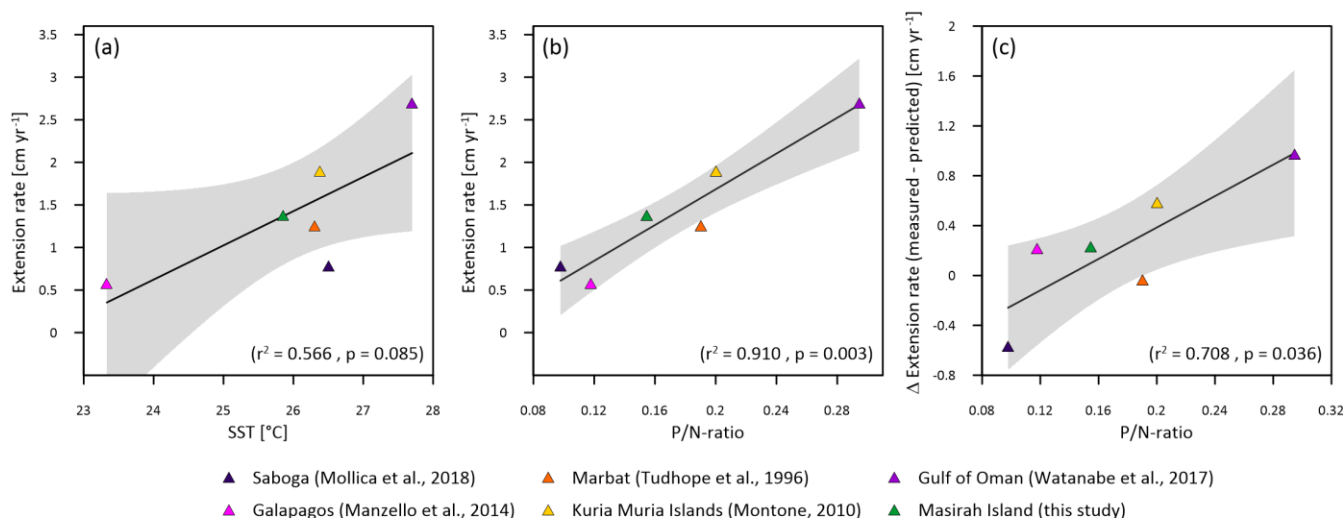 (a)
Extension rate [cm yr⁻¹]
3.5
3
2.5
2
1.5
1
0.5
0
(r² = 0.566 , p = 0.085)
23 24 25 26 27 28
SST [°C]
(b)
Extension rate [cm yr⁻¹]
3.5
3
2.5
2
1.5
1
0.5
0
(r² = 0.910 , p = 0.003)
0.08 0.12 0.16 0.2 0.24 0.28
P/N-ratio
(c)
Δ Extension rate (measured - predicted) [cm yr⁻¹]
2
1.6
1.2
0.8
0.4
0
-0.4
-0.8
(r² = 0.708 , p = 0.036)
0.08 0.12 0.16 0.2 0.24 0.28 0.32
P/N-ratio
Saboga (Mollica et al., 2018) Marbat (Tudhope et al., 1996) Gulf of Oman (Watanabe et al., 2017)
Galapagos (Manzello et al., 2014) Kuria Muria Islands (Montone, 2010) Masirah Island (this study)